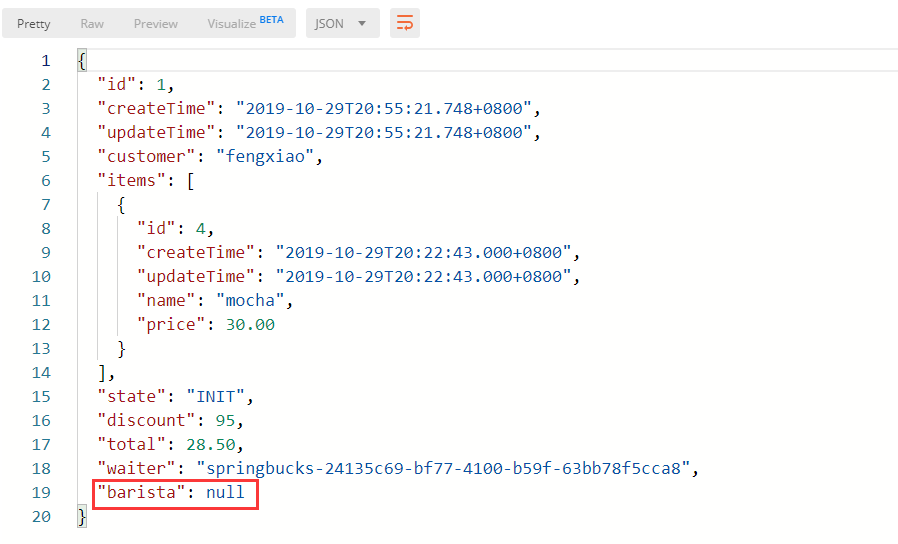 Pretty Raw Preview Visualize BETA JSON
1 {
2 "id": 1,
3 "createTime": "2019-10-29T20:55:21.748+0800",
4 "updateTime": "2019-10-29T20:55:21.748+0800",
5 "customer": "fengxiao",
6 "items": [
7 {
8 "id": 4,
9 "createTime": "2019-10-29T20:22:43.000+0800",
10 "updateTime": "2019-10-29T20:22:43.000+0800",
11 "name": "mocha",
12 "price": 30.00
13 }
14 ],
15 "state": "INIT",
16 "discount": 95,
17 "total": 28.50,
18 "waiter": "springbucks-24135c69-bf77-4100-b59f-63bb78f5cca8",
19 "barista": null
20 }